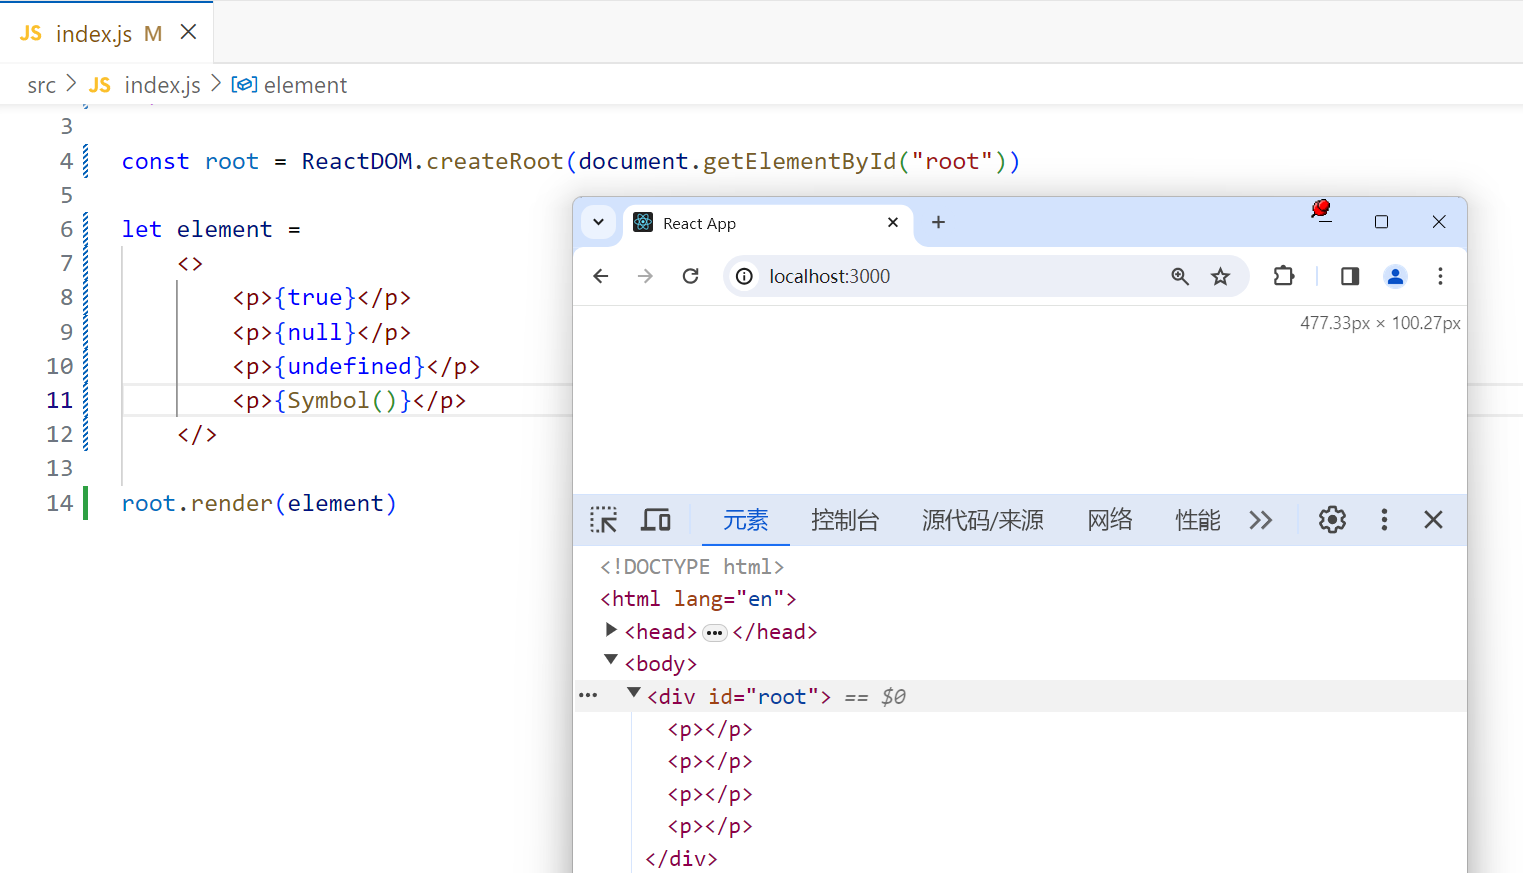 JS index.js M
src > JS index.js > element
3
4 const root = ReactDOM.createRoot(document.getElementById("root"))
5
6 let element =
7 <>
8 <p>{true}</p>
9 <p>{null}</p>
10 <p>{undefined}</p>
11 <p>{Symbol()}</p>
12 </>
13
14 root.render(element)
React App
localhost:3000
477.33px × 100.27px
元素 控制台 源代码/来源 网络 性能
<!DOCTYPE html>
<html lang="en">
<head>…</head>
<body>
… <div id="root"> == $0
<p></p>
<p></p>
<p></p>
<p></p>
</div>